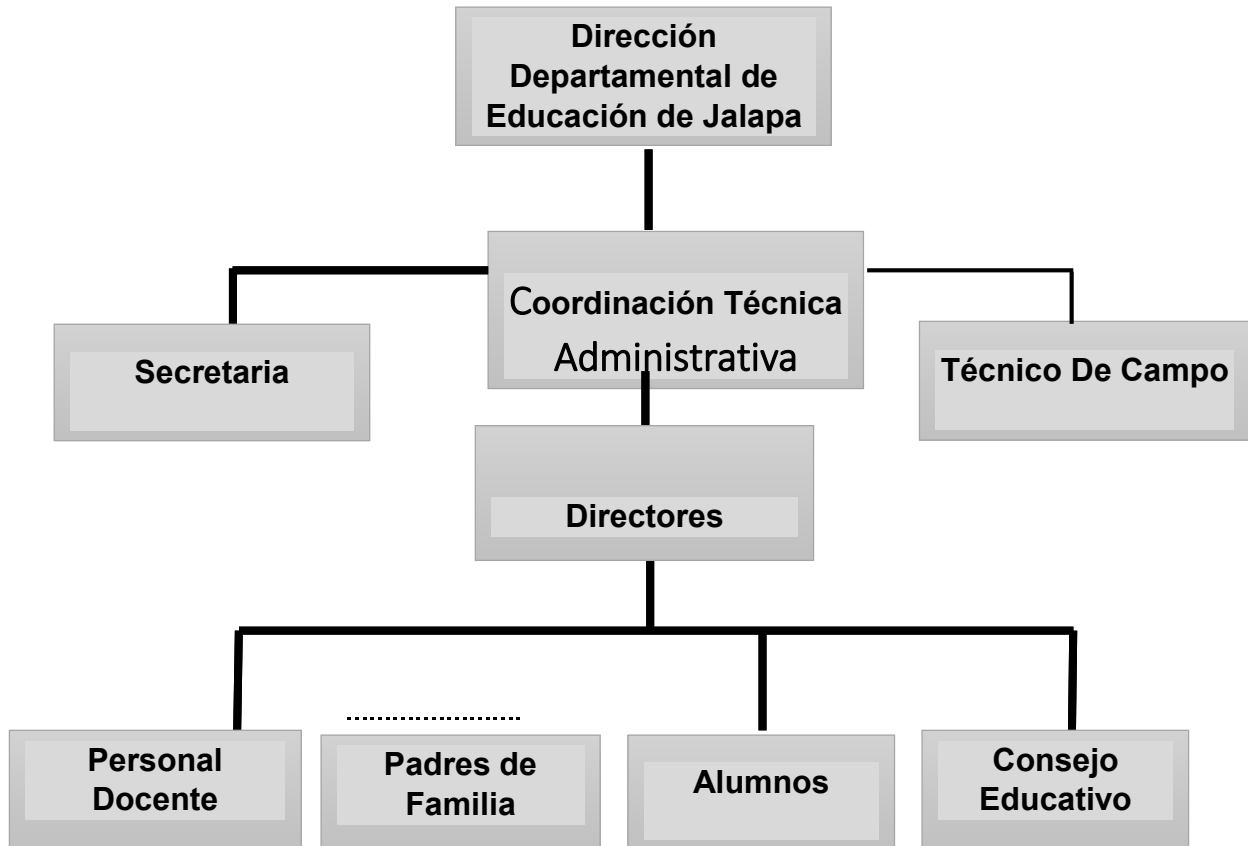 Dirección
Departamental de
Educación de Jalapa
Coordinación Técnica
Administrativa
Secretaria
Técnico De Campo
Directores
Personal
Docente
Padres de
Familia
Alumnos
Consejo
Educativo